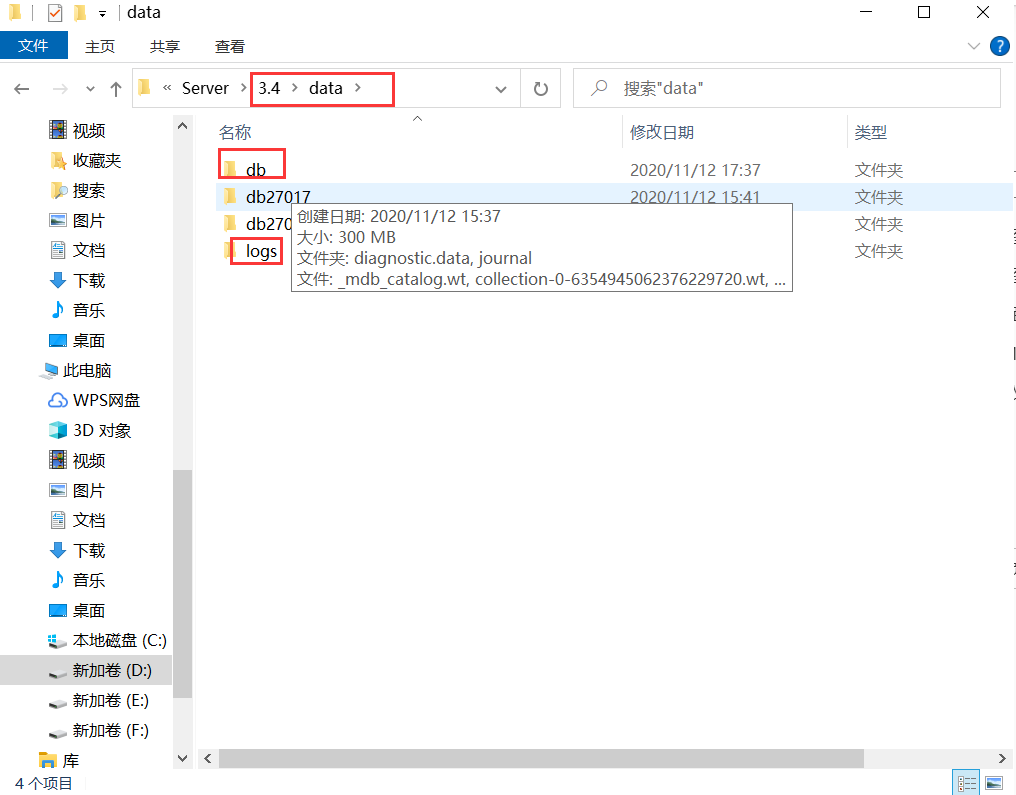 data
文件 主页 共享 查看
« Server > 3.4 > data >
搜索"data"
名称 修改日期 类型
db 2020/11/12 17:37 文件夹
db27017 2020/11/12 15:41 文件夹
db270 文件夹
logs 文件夹
创建日期: 2020/11/12 15:37
大小: 300 MB
文件夹: diagnostic.data, journal
文件: _mdb_catalog.wt, collection-0-6354945062376229720.wt, ...
视频
收藏夹
搜索
图片
文档
下载
音乐
桌面
此电脑
WPS网盘
3D 对象
视频
图片
文档
下载
音乐
桌面
本地磁盘 (C:)
新加卷 (D:)
新加卷 (E:)
新加卷 (F:)
库
4 个项目